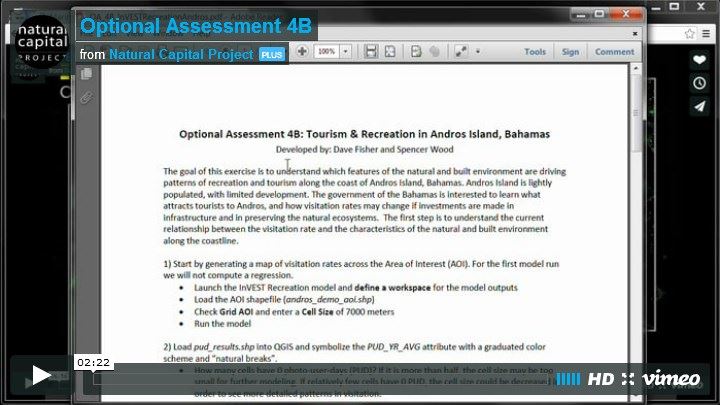 natural
capital
PROJECT
Optional Assessment 4B
from Natural Capital Project PLUS
100%
Tools Sign Comment
Optional Assessment 4B: Tourism & Recreation in Andros Island, Bahamas
Developed by: Dave Fisher and Spencer Wood
The goal of this exercise is to understand which features of the natural and built environment are driving
patterns of recreation and tourism along the coast of Andros Island, Bahamas. Andros Island is lightly
populated, with limited development. The government of the Bahamas is interested to learn what
attracts tourists to Andros, and how visitation rates may change if investments are made in
infrastructure and in preserving the natural ecosystems. The first step is to understand the current
relationship between the visitation rate and the characteristics of the natural and built environment
along the coastline.
1) Start by generating a map of visitation rates across the Area of Interest (AOI). For the first model run
we will not compute a regression.
• Launch the InVEST Recreation model and define a workspace for the model outputs
• Load the AOI shapefile (andros_demo_aoi.shp)
• Check Grid AOI and enter a Cell Size of 7000 meters
• Run the model
2) Load pud_results.shp into QGIS and symbolize the PUD_YR_AVG attribute with a graduated color
scheme and “natural breaks”.
• How many cells have 0 photo-user-days (PUD)? If it is more than half, the cell size may be too
small for further modeling. If relatively few cells have 0 PUD, the cell size could be decreased
order to see more detailed patterns in visitation.
02:22
HD vimeo